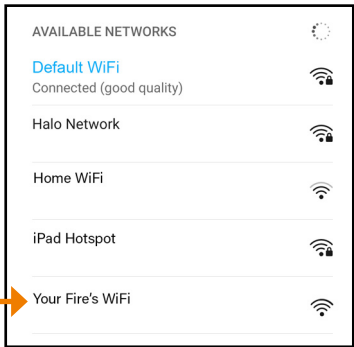 AVAILABLE NETWORKS
Default WiFi
Connected (good quality)
Halo Network
Home WiFi
iPad Hotspot
Your Fire's WiFi